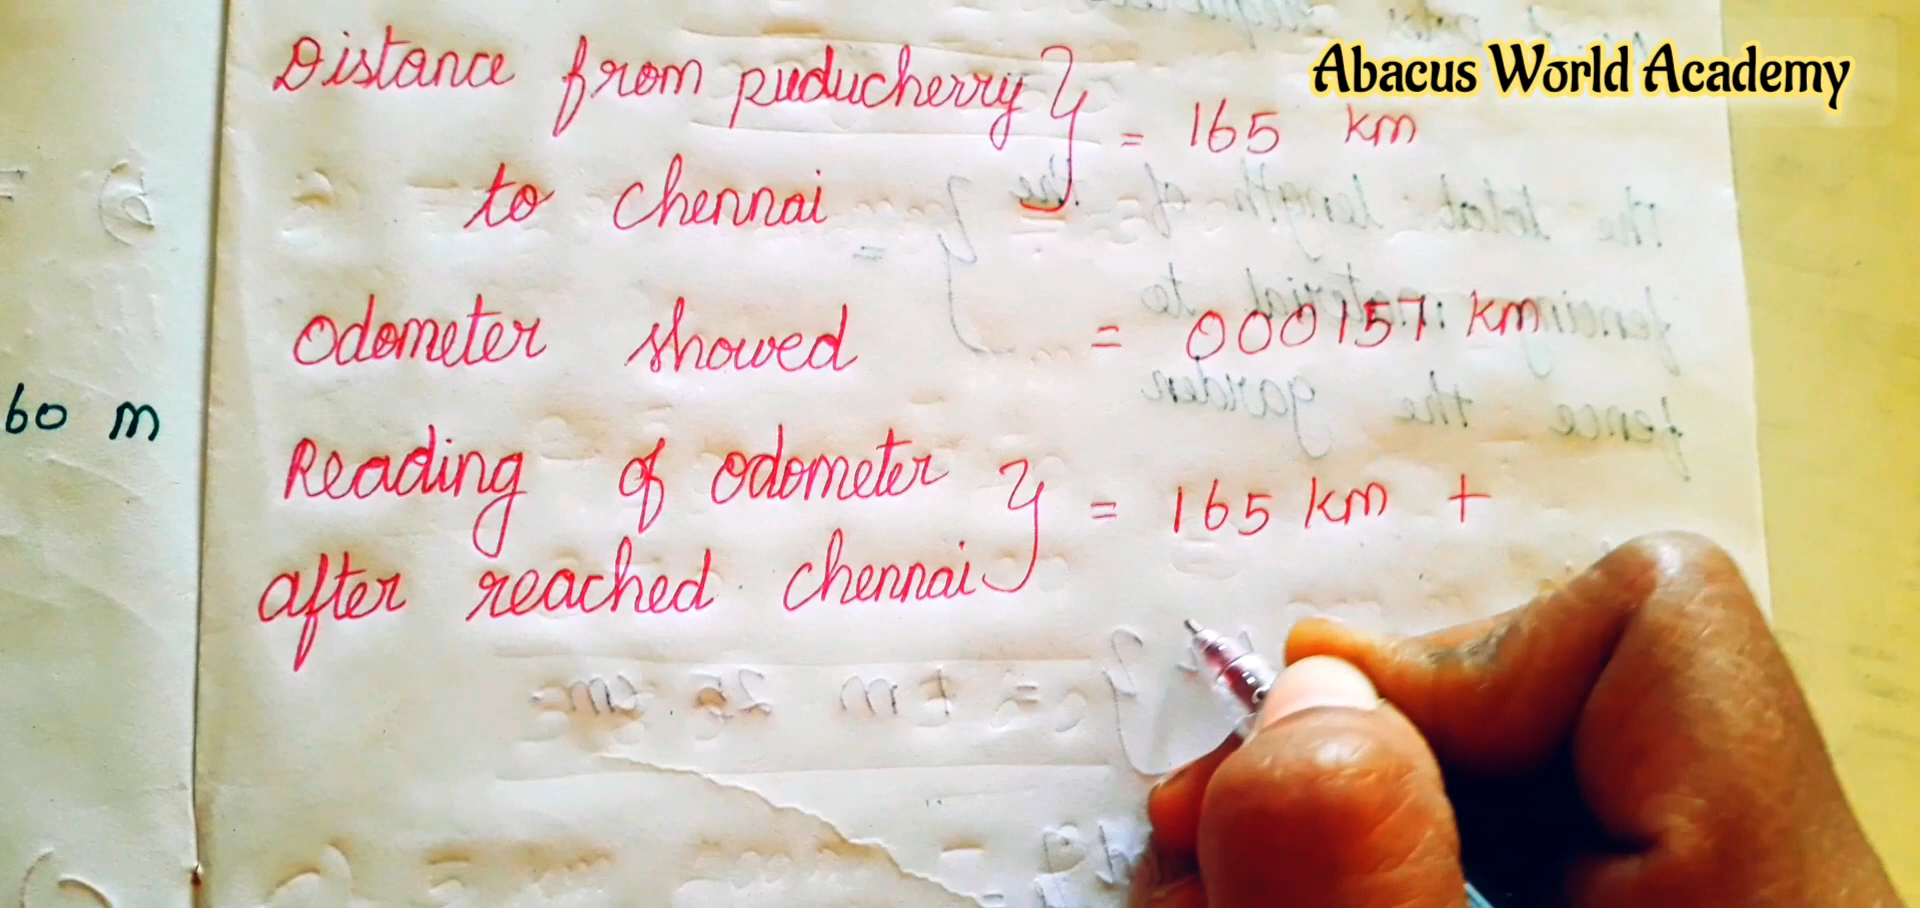 Abacus World Academy
Distance from puducherry } = 165 km
to chennai
Odometer showed = 000157 km
Reading of odometer } = 165 km +
after reached chennai
60 m